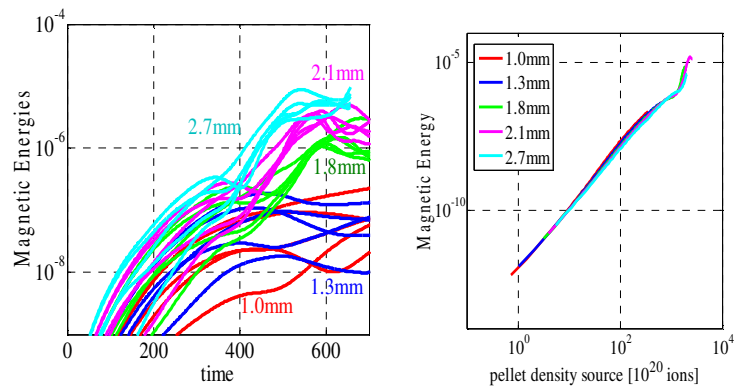 10^-4
10^-6
10^-8
Magnetic Energies
2.1mm
2.7mm
1.8mm
1.3mm
1.0mm
0 200 400 600
time
10^-5
10^-10
Magnetic Energy
1.0mm
1.3mm
1.8mm
2.1mm
2.7mm
10^0 10^2 10^4
pellet density source [10^20 ions]